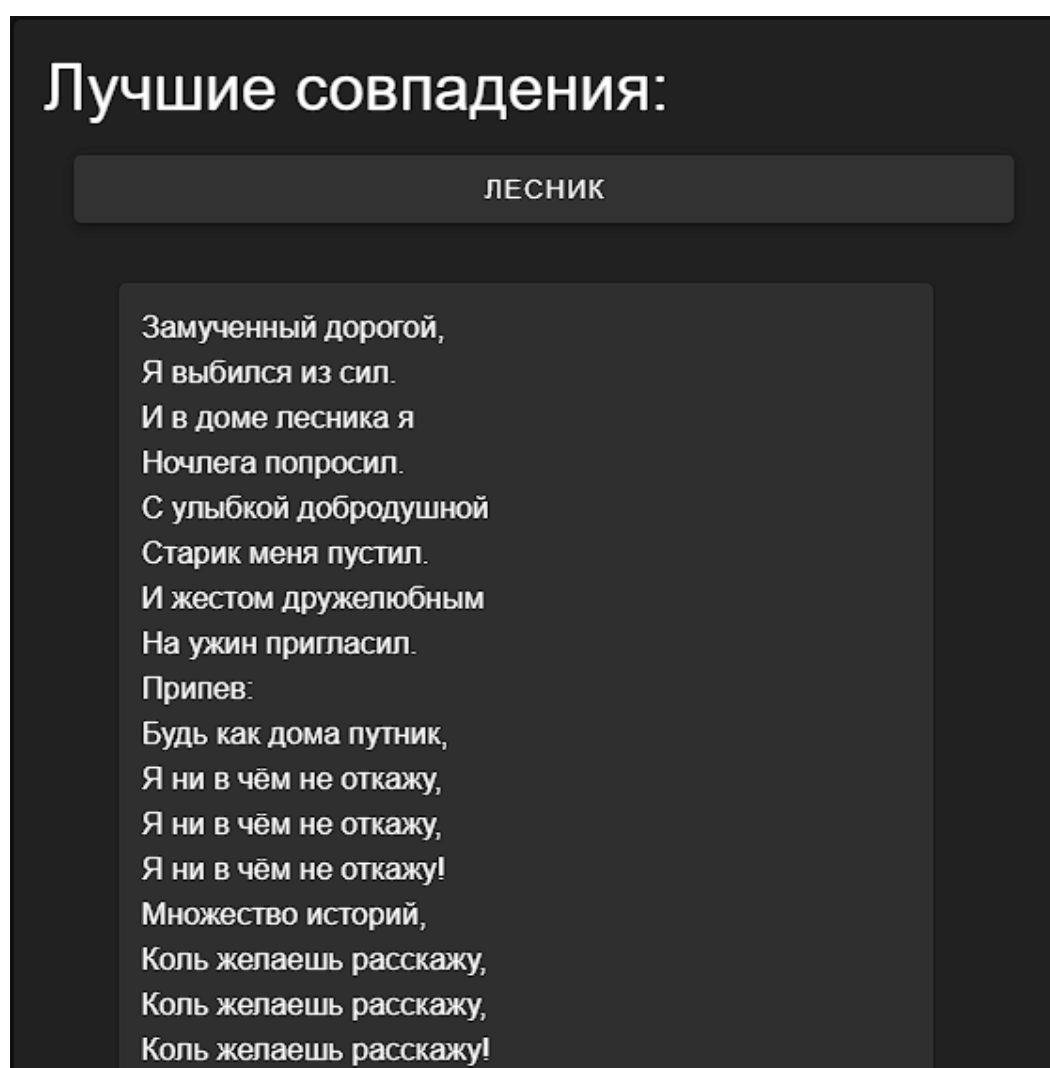 Лучшие совпадения:
ЛЕСНИК
Замученный дорогой,
Я выбился из сил.
И в доме лесника я
Ночлега попросил.
С улыбкой добродушной
Старик меня пустил.
И жестом дружелюбным
На ужин пригласил.
Припев:
Будь как дома путник,
Я ни в чём не откажу,
Я ни в чём не откажу,
Я ни в чём не откажу!
Множество историй,
Коль желаешь расскажу,
Коль желаешь расскажу,
Коль желаешь расскажу!